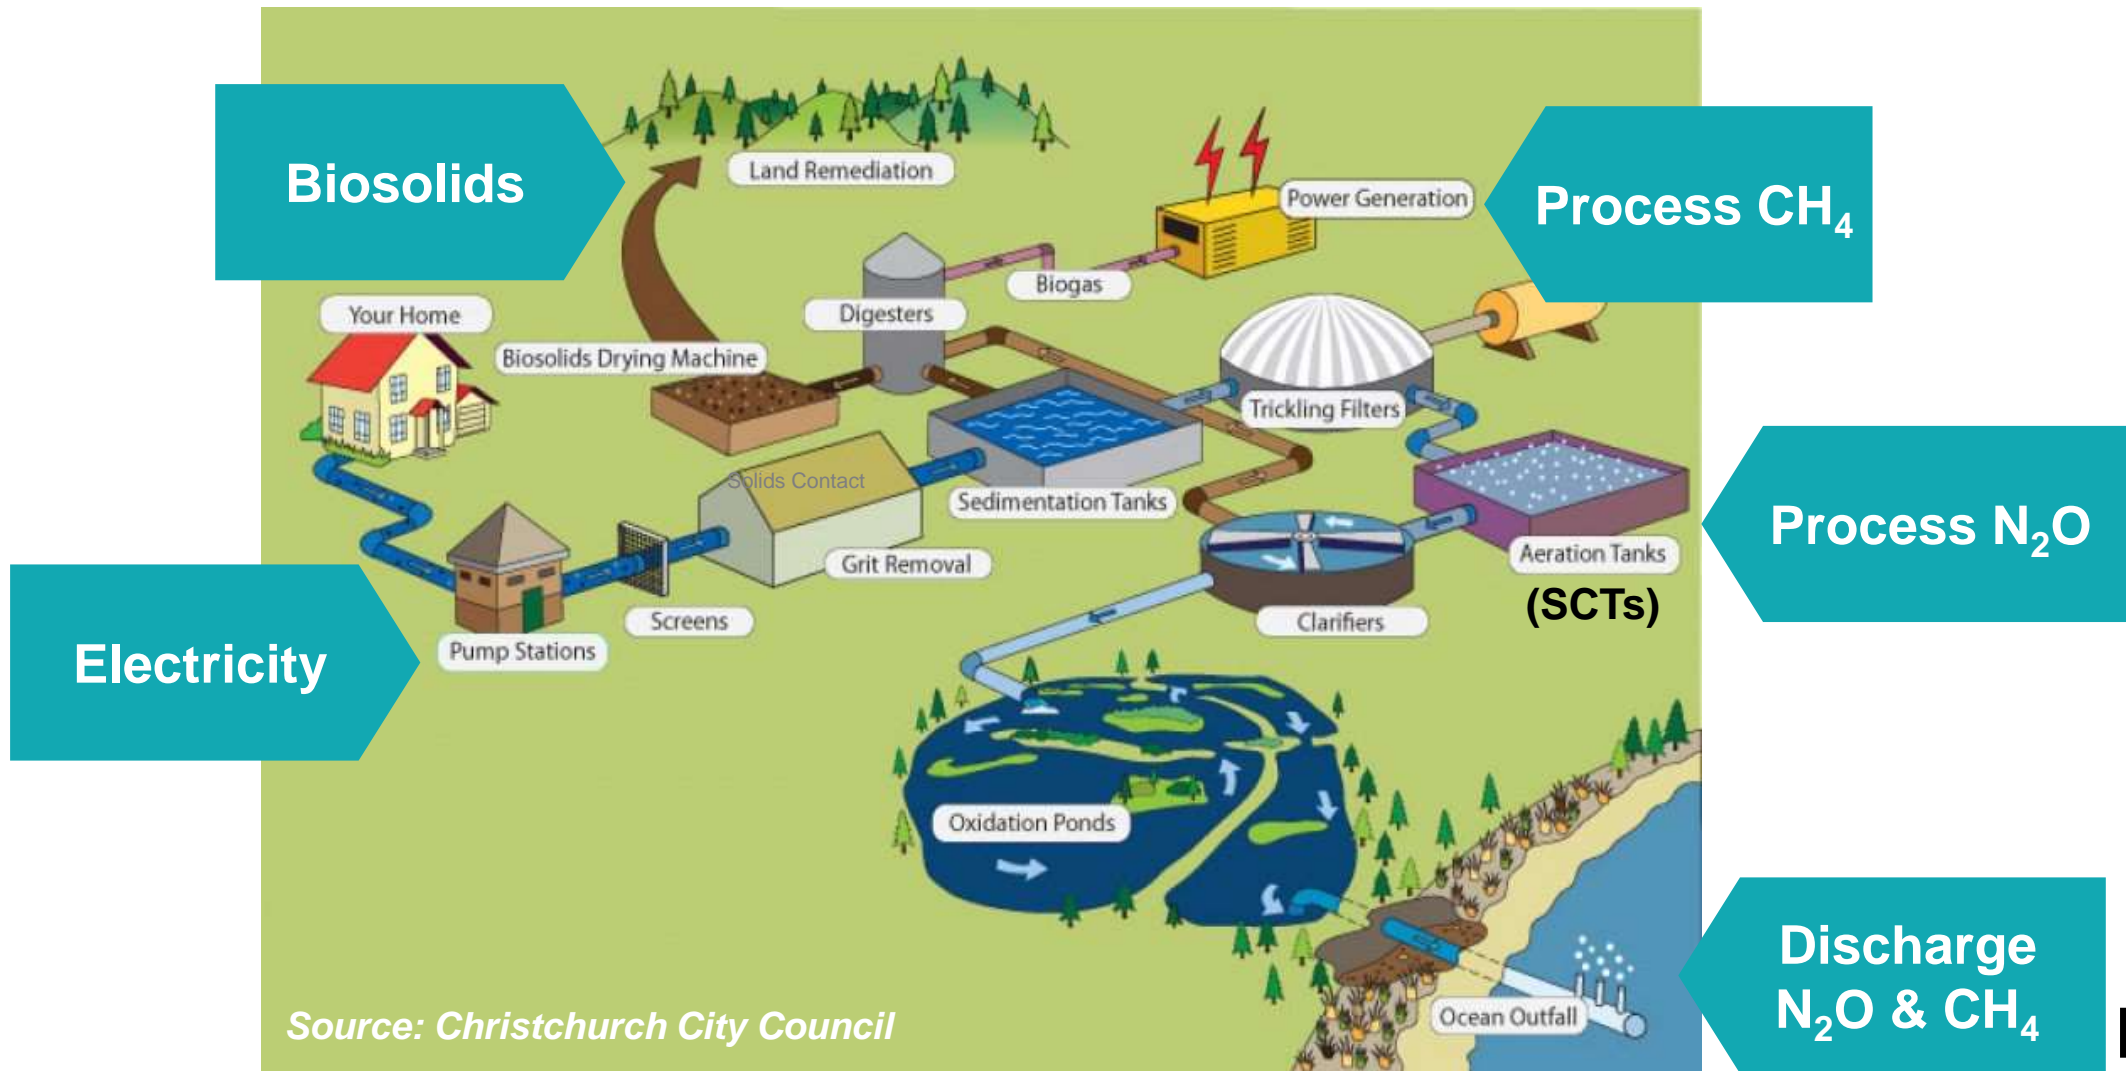 Biosolids
Land Remediation
Power Generation
Process CH₄
Biogas
Your Home
Digesters
Biosolids Drying Machine
Trickling Filters
Solids Contact
Sedimentation Tanks
Process N₂O
Grit Removal
Aeration Tanks
(SCTs)
Screens
Clarifiers
Electricity
Pump Stations
Oxidation Ponds
Discharge
N₂O & CH₄
Ocean Outfall
Source: Christchurch City Council